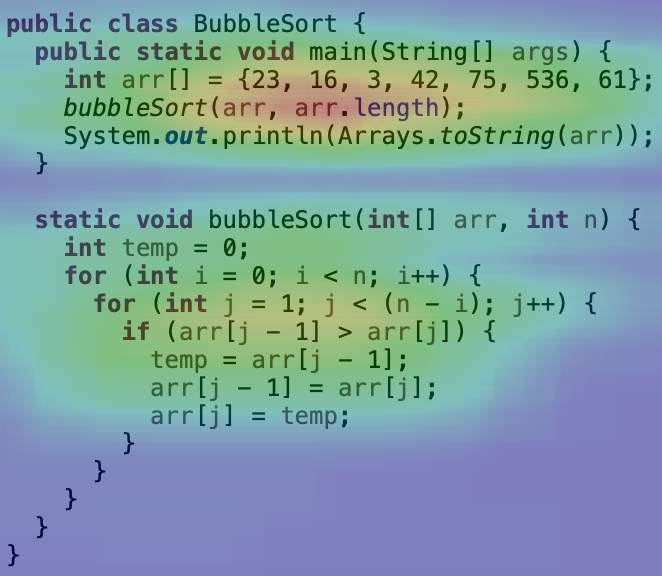 public class BubbleSort {
  public static void main(String[] args) {
    int arr[] = {23, 16, 3, 42, 75, 536, 61};
    bubbleSort(arr, arr.length);
    System.out.println(Arrays.toString(arr));
  }

  static void bubbleSort(int[] arr, int n) {
    int temp = 0;
    for (int i = 0; i < n; i++) {
      for (int j = 1; j < (n - i); j++) {
        if (arr[j - 1] > arr[j]) {
          temp = arr[j - 1];
          arr[j - 1] = arr[j];
          arr[j] = temp;
        }
      }
    }
  }
}